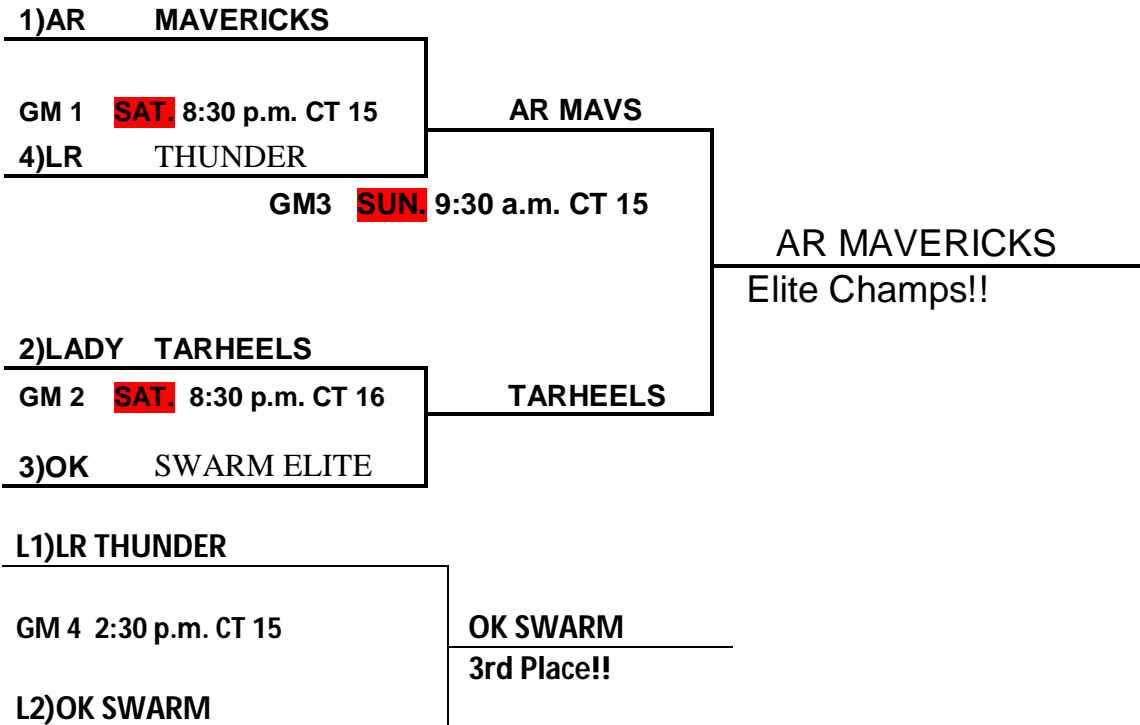 1)AR MAVERICKS
GM 1 SAT. 8:30 p.m. CT 15
AR MAVS
4)LR THUNDER
GM3 SUN. 9:30 a.m. CT 15
AR MAVERICKS
Elite Champs!!
2)LADY TARHEELS
GM 2 SAT. 8:30 p.m. CT 16
TARHEELS
3)OK SWARM ELITE
L1)LR THUNDER
GM 4 2:30 p.m. CT 15
OK SWARM
3rd Place!!
L2)OK SWARM